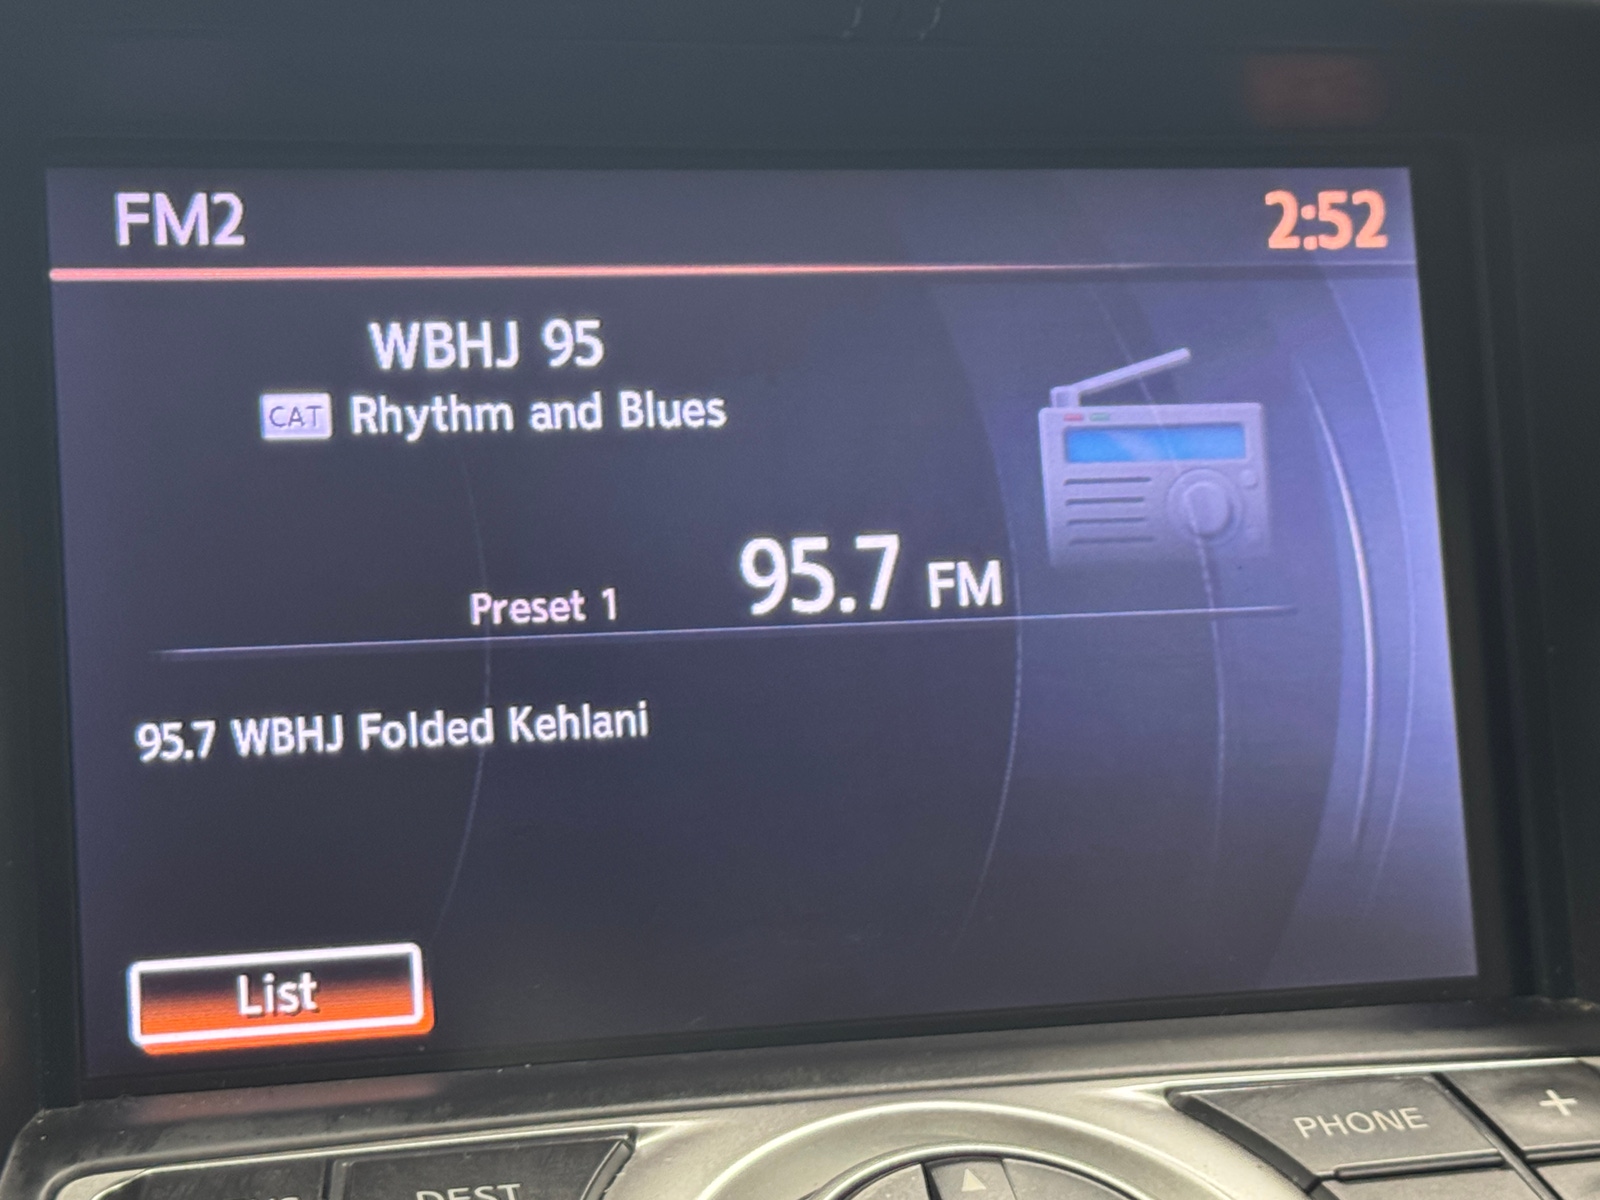 FM2
2:52
WBHJ 95
CAT Rhythm and Blues
Preset 1 95.7 FM
95.7 WBHJ Folded Kehlani
List
PHONE
+
DEST